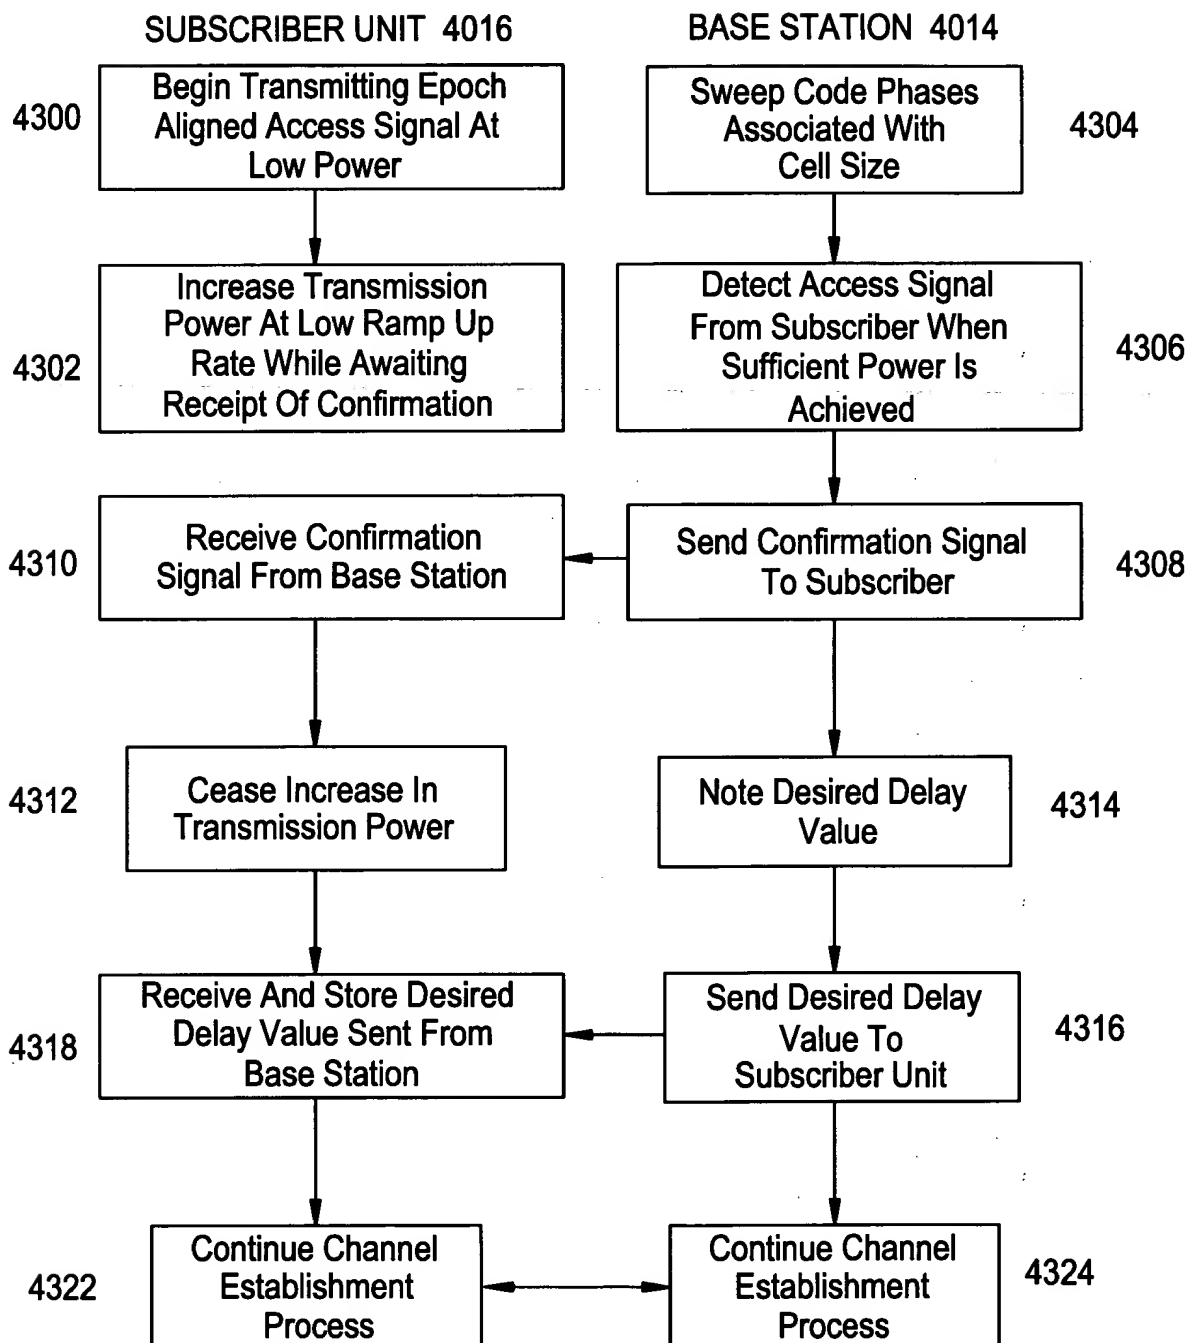 SUBSCRIBER UNIT 4016
BASE STATION 4014
4300
Begin Transmitting Epoch
Aligned Access Signal At
Low Power
Sweep Code Phases
Associated With
Cell Size
4304
4302
Increase Transmission
Power At Low Ramp Up
Rate While Awaiting
Receipt Of Confirmation
Detect Access Signal
From Subscriber When
Sufficient Power Is
Achieved
4306
4310
Receive Confirmation
Signal From Base Station
Send Confirmation Signal
To Subscriber
4308
4312
Cease Increase In
Transmission Power
Note Desired Delay
Value
4314
4318
Receive And Store Desired
Delay Value Sent From
Base Station
Send Desired Delay
Value To
Subscriber Unit
4316
4322
Continue Channel
Establishment
Process
Continue Channel
Establishment
Process
4324